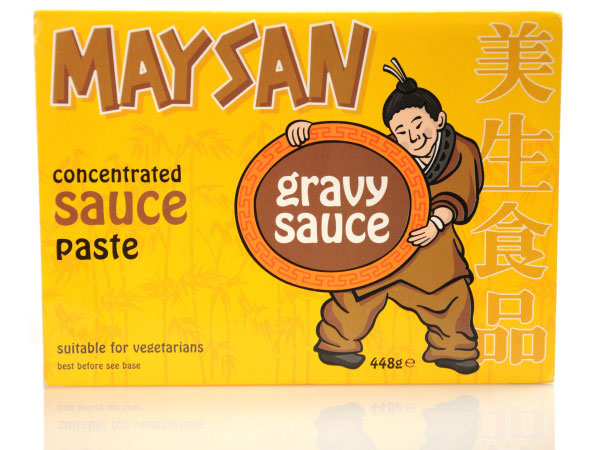 MAYSAN
concentrated
sauce
paste
gravy
sauce
美生食品
suitable for vegetarians
best before see base
448g ℮